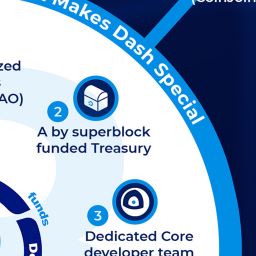 Makes Dash Special
zed
AO)
2
A by superblock
funded Treasury
funds
3
Dedicated Core
developer team